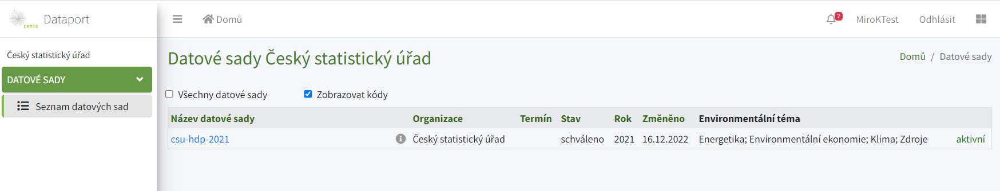 cenia Dataport
Domů
2
MiroKTest
Odhlásit
Český statistický úřad
DATOVÉ SADY
Seznam datových sad
Datové sady Český statistický úřad
Domů / Datové sady
Všechny datové sady
Zobrazovat kódy
Název datové sady Organizace Termín Stav Rok Změněno Environmentální téma
csu-hdp-2021 Český statistický úřad schváleno 2021 16.12.2022 Energetika; Environmentální ekonomie; Klima; Zdroje aktivní